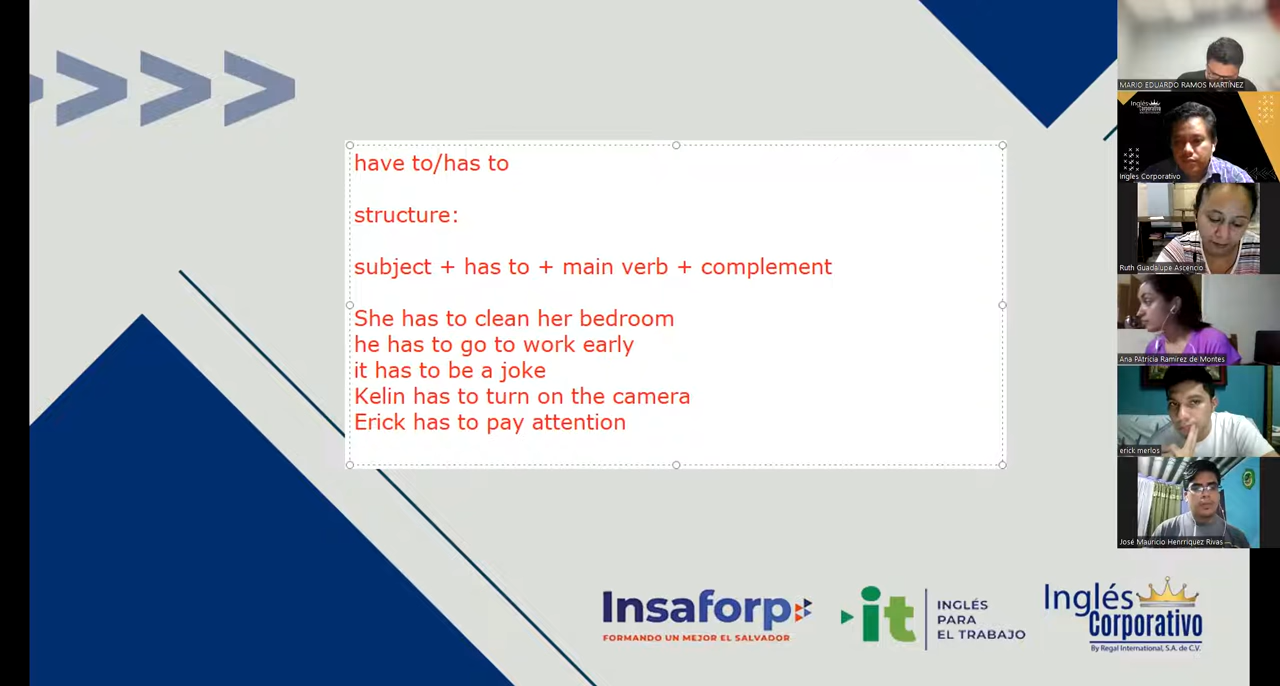 have to/has to
structure:
subject + has to + main verb + complement
She has to clean her bedroom
he has to go to work early
it has to be a joke
Kelin has to turn on the camera
Erick has to pay attention
Insaforp
FORMANDO UN MEJOR EL SALVADOR
it
INGLÉS
PARA
EL TRABAJO
Inglés
Corporativo
By Regal International, S.A. de C.V.
MARIO EDUARDO RAMOS MARTÍNEZ
Inglés
Corporativo
Inglés Corporativo
Ruth Guadalupe Ascencio
Ana PAtricia Ramirez de Montes
erick merlos
José Mauricio Henrriquez Rivas